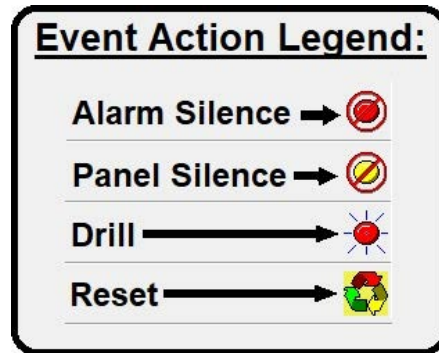 Event Action Legend:
Alarm Silence
Panel Silence
Drill
Reset